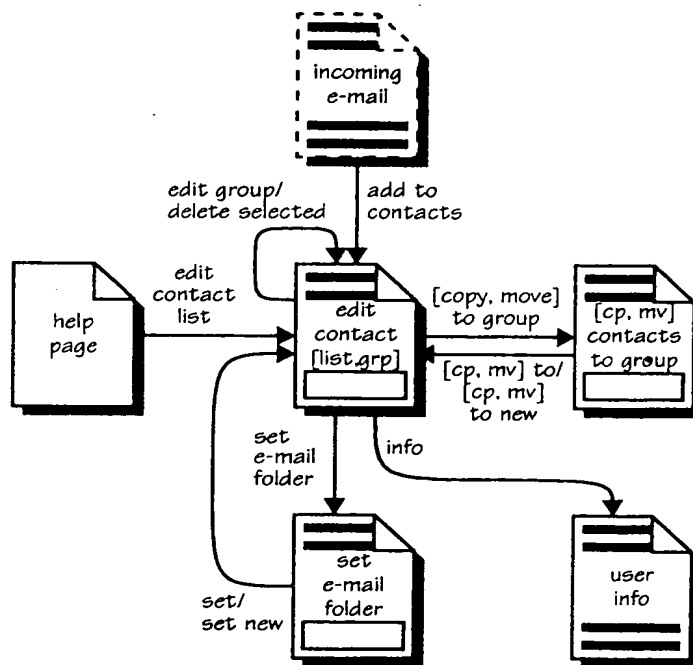 incoming
e-mail
edit group/
delete selected
add to
contacts
edit
contact
list
help
page
edit
contact
[list,grp]
[copy, move]
to group
[cp, mv]
contacts
to group
[cp, mv] to/
[cp, mv]
to new
set
e-mail
folder
info
set/
set new
set
e-mail
folder
user
info